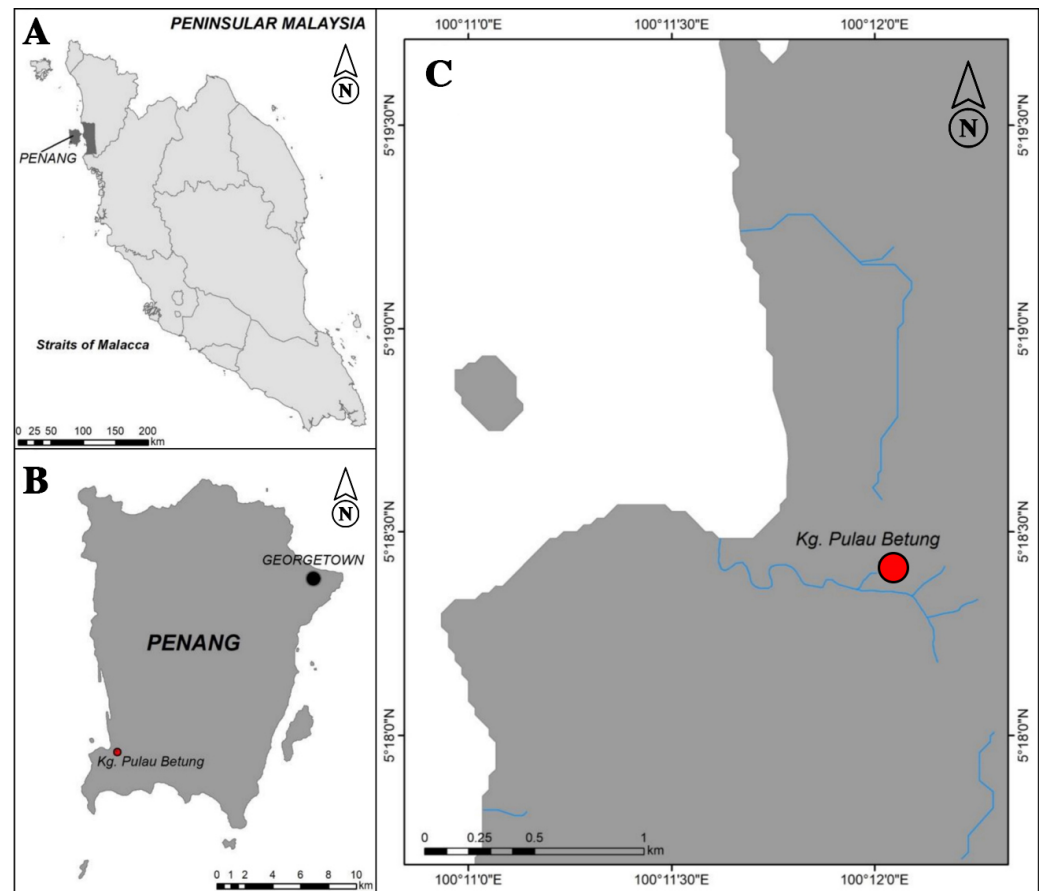 A
PENINSULAR MALAYSIA
N
PENANG
Straits of Malacca
0 25 50 100 150 200
km
B
N
GEORGETOWN
PENANG
Kg. Pulau Betung
0 1 2 4 6 8 10
km
100°11'0"E 100°11'30"E 100°12'0"E
C
N
5°19'30"N 5°19'30"N
5°19'0"N 5°19'0"N
5°18'30"N 5°18'30"N
Kg. Pulau Betung
5°18'0"N 5°18'0"N
0 0.25 0.5 1
km
100°11'0"E 100°11'30"E 100°12'0"E